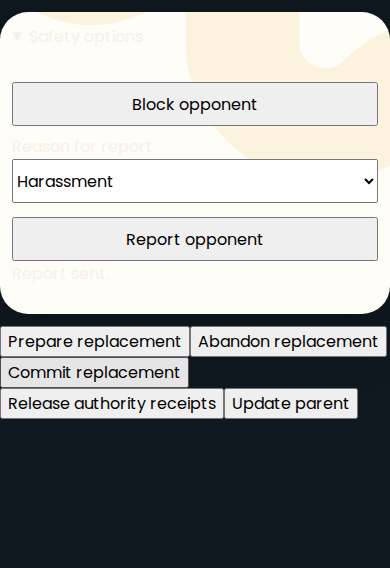 Safety options
Block opponent
Reason for report
Harassment
Report opponent
Report sent.
Prepare replacement Abandon replacement
Commit replacement
Release authority receipts Update parent